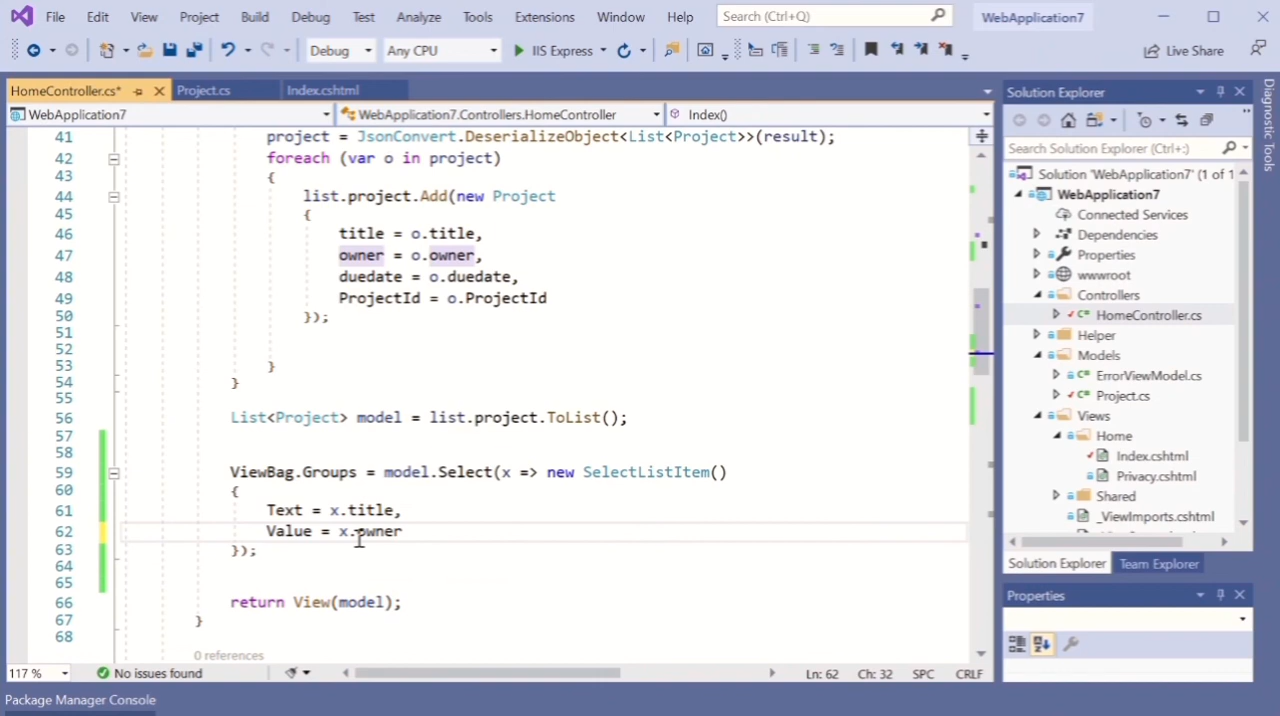 File Edit View Project Build Debug Test Analyze Tools Extensions Window Help Search (Ctrl+Q) WebApplication7
Debug Any CPU IIS Express Live Share
HomeController.cs* Project.cs Index.cshtml
WebApplication7 WebApplication7.Controllers.HomeController Index()
41 project = JsonConvert.DeserializeObject<List<Project>>(result);
42 foreach (var o in project)
43 {
44 list.project.Add(new Project
45 {
46 title = o.title,
47 owner = o.owner,
48 duedate = o.duedate,
49 ProjectId = o.ProjectId
50 });
51
52
53 }
54 }
55
56 List<Project> model = list.project.ToList();
57
58
59 ViewBag.Groups = model.Select(x => new SelectListItem()
60 {
61 Text = x.title,
62 Value = x.owner
63 });
64
65
66 return View(model);
67 }
68
0 references
117 % No issues found Ln: 62 Ch: 32 SPC CRLF
Package Manager Console
Solution Explorer
Search Solution Explorer (Ctrl+;)
Solution 'WebApplication7' (1 of 1
WebApplication7
Connected Services
Dependencies
Properties
wwwroot
Controllers
C# HomeController.cs
Helper
Models
C# ErrorViewModel.cs
C# Project.cs
Views
Home
Index.cshtml
Privacy.cshtml
Shared
_ViewImports.cshtml
Solution Explorer Team Explorer
Properties
Diagnostic Tools